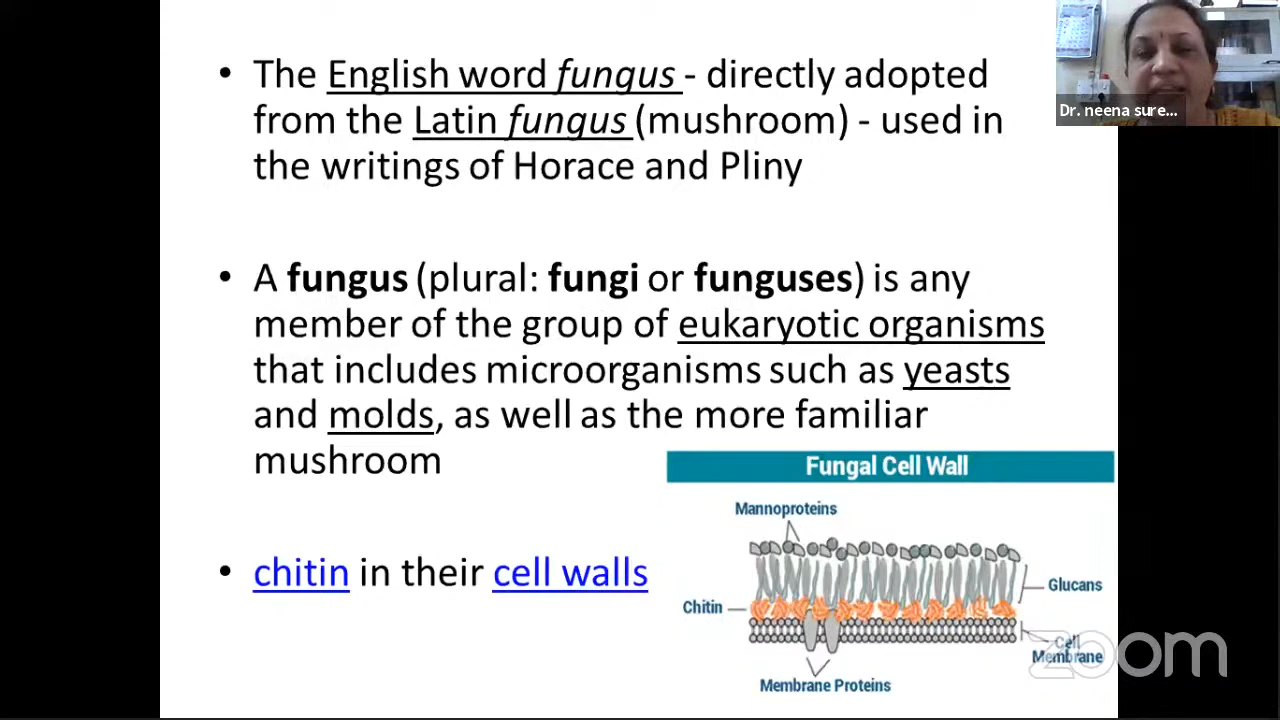 • The English word fungus - directly adopted
from the Latin fungus (mushroom) - used in
the writings of Horace and Pliny
Dr. neena sure...
• A fungus (plural: fungi or funguses) is any
member of the group of eukaryotic organisms
that includes microorganisms such as yeasts
and molds, as well as the more familiar
mushroom
• chitin in their cell walls
Fungal Cell Wall
Mannoproteins
Glucans
Chitin
Cell
Membrane
Membrane Proteins
zoom